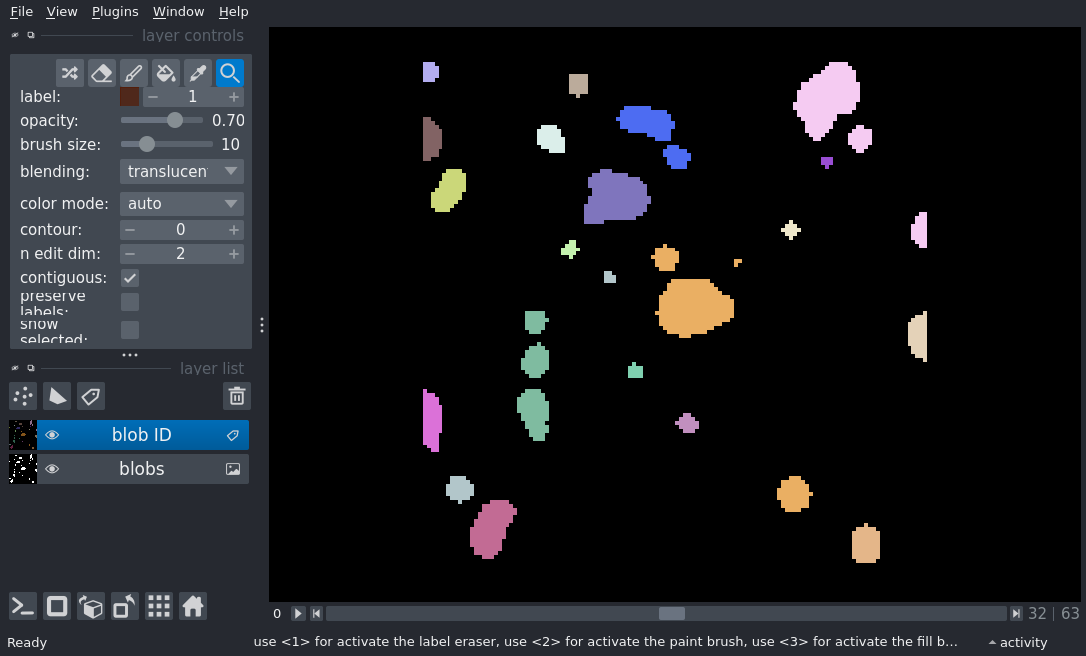 File View Plugins Window Help
layer controls
label: 1
opacity: 0.70
brush size: 10
blending: translucen
color mode: auto
contour: 0
n edit dim: 2
contiguous:
preserve
labels:
show
selected:
layer list
blob ID
blobs
0 32 63
Ready use <1> for activate the label eraser, use <2> for activate the paint brush, use <3> for activate the fill b... activity